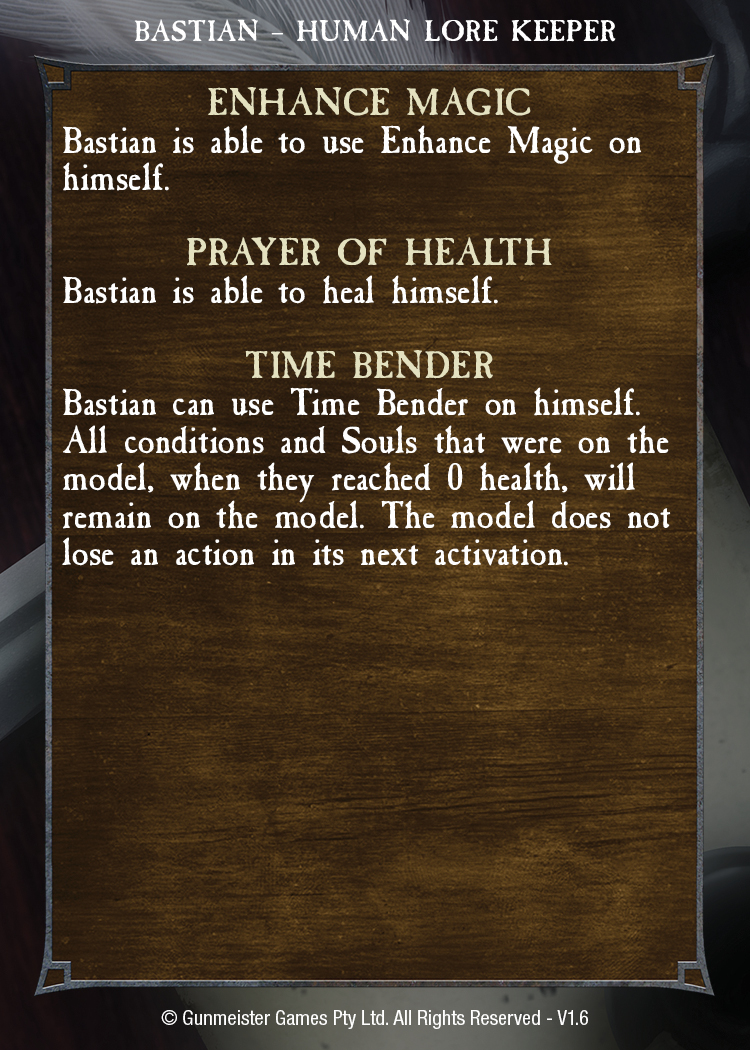 BASTIAN – HUMAN LORE KEEPER
ENHANCE MAGIC
Bastian is able to use Enhance Magic on
himself.
PRAYER OF HEALTH
Bastian is able to heal himself.
TIME BENDER
Bastian can use Time Bender on himself.
All conditions and Souls that were on the
model, when they reached 0 health, will
remain on the model. The model does not
lose an action in its next activation.
© Gunmeister Games Pty Ltd. All Rights Reserved - V1.6